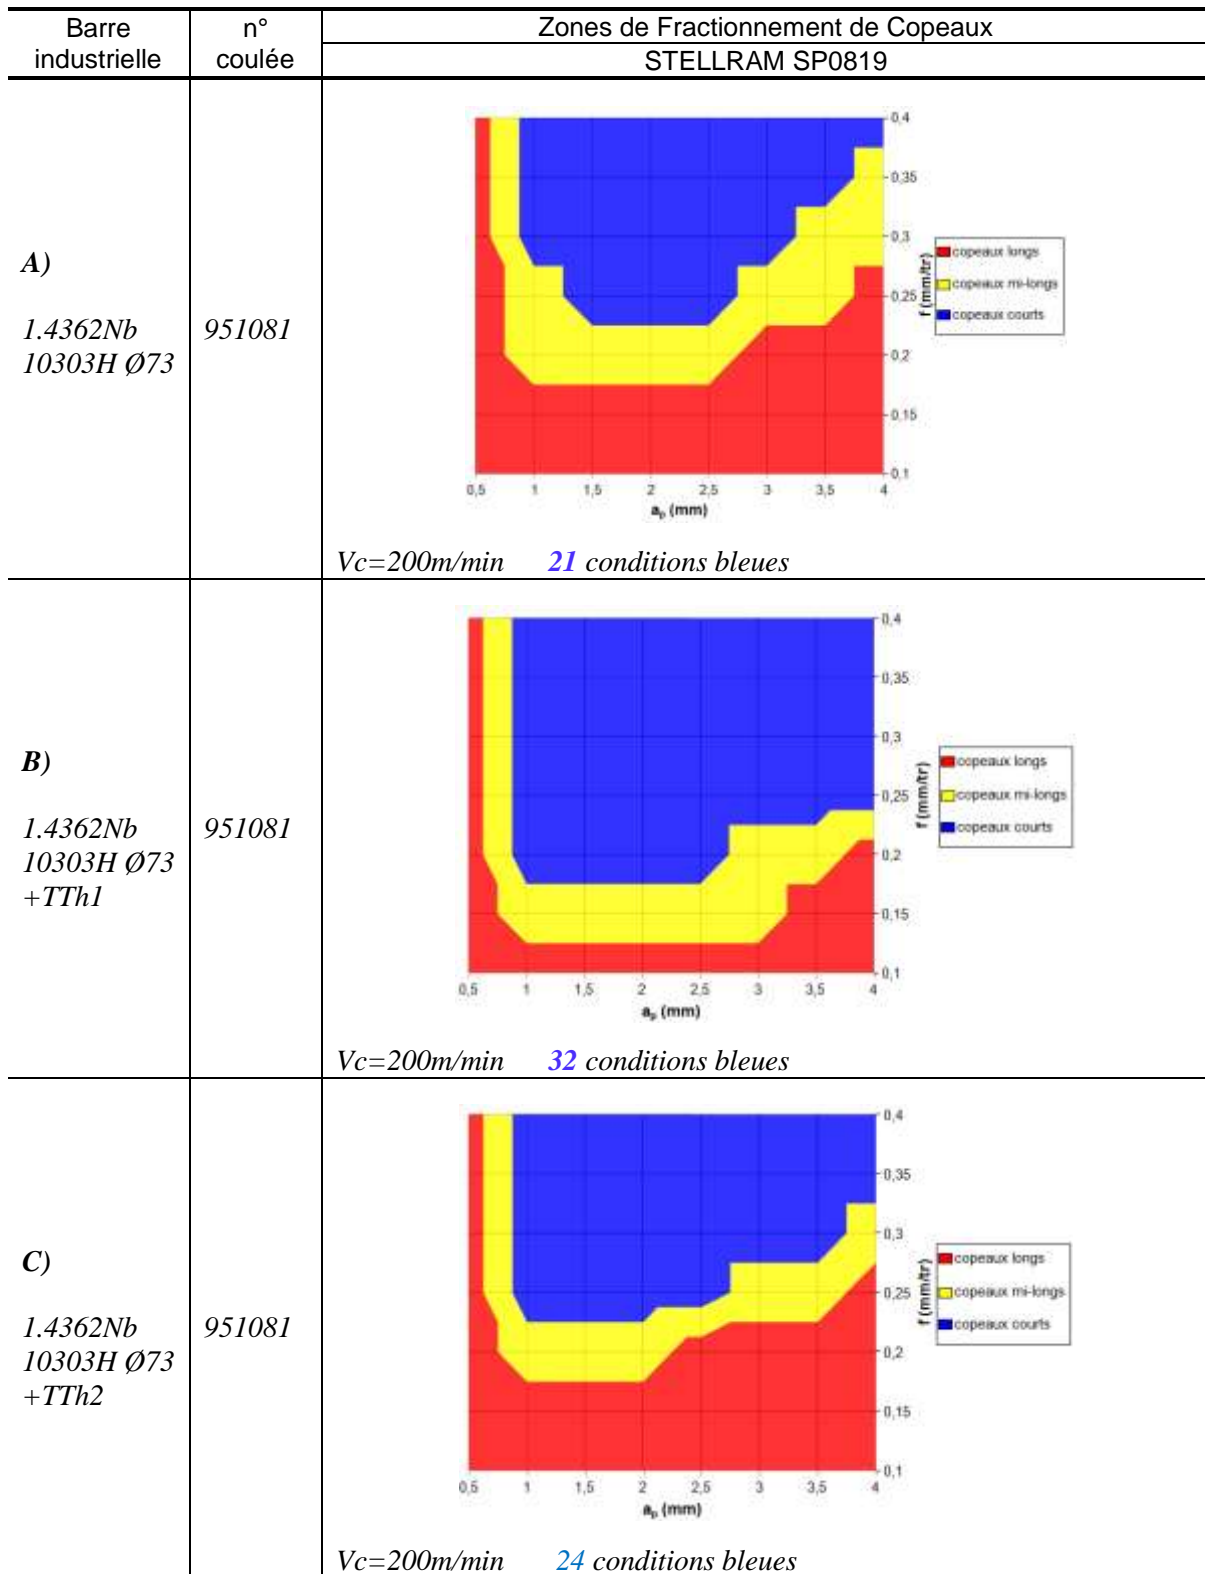 Barre
industrielle
n°
coulée
Zones de Fractionnement de Copeaux
STELLRAM SP0819
A)
1.4362Nb
10303H Ø73
951081
0,4
0,35
0,3
0,25
0,2
0,15
0,1
f (mm/tr)
0,5 1 1,5 2 2,5 3 3,5 4
aₚ (mm)
copeaux longs
copeaux mi-longs
copeaux courts
Vc=200m/min 21 conditions bleues
B)
1.4362Nb
10303H Ø73
+TTh1
951081
0,4
0,35
0,3
0,25
0,2
0,15
0,1
f (mm/tr)
0,5 1 1,5 2 2,5 3 3,5 4
aₚ (mm)
copeaux longs
copeaux mi-longs
copeaux courts
Vc=200m/min 32 conditions bleues
C)
1.4362Nb
10303H Ø73
+TTh2
951081
0,4
0,35
0,3
0,25
0,2
0,15
0,1
f (mm/tr)
0,5 1 1,5 2 2,5 3 3,5 4
aₚ (mm)
copeaux longs
copeaux mi-longs
copeaux courts
Vc=200m/min 24 conditions bleues